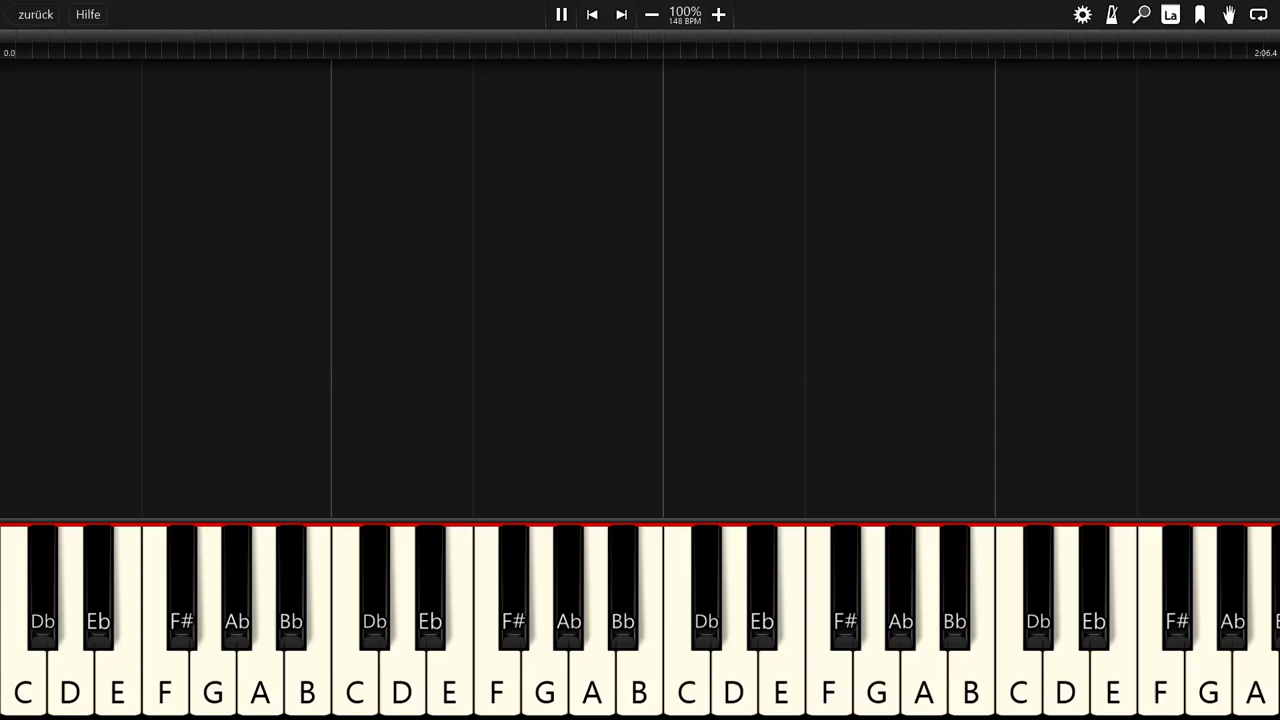 zurück Hilfe 100% La
148 BPM
0.0 2:06.4
Db Eb F# Ab Bb Db Eb F# Ab Bb Db Eb F# Ab Bb Db Eb F# Ab
C D E F G A B C D E F G A B C D E F G A B C D E F G A